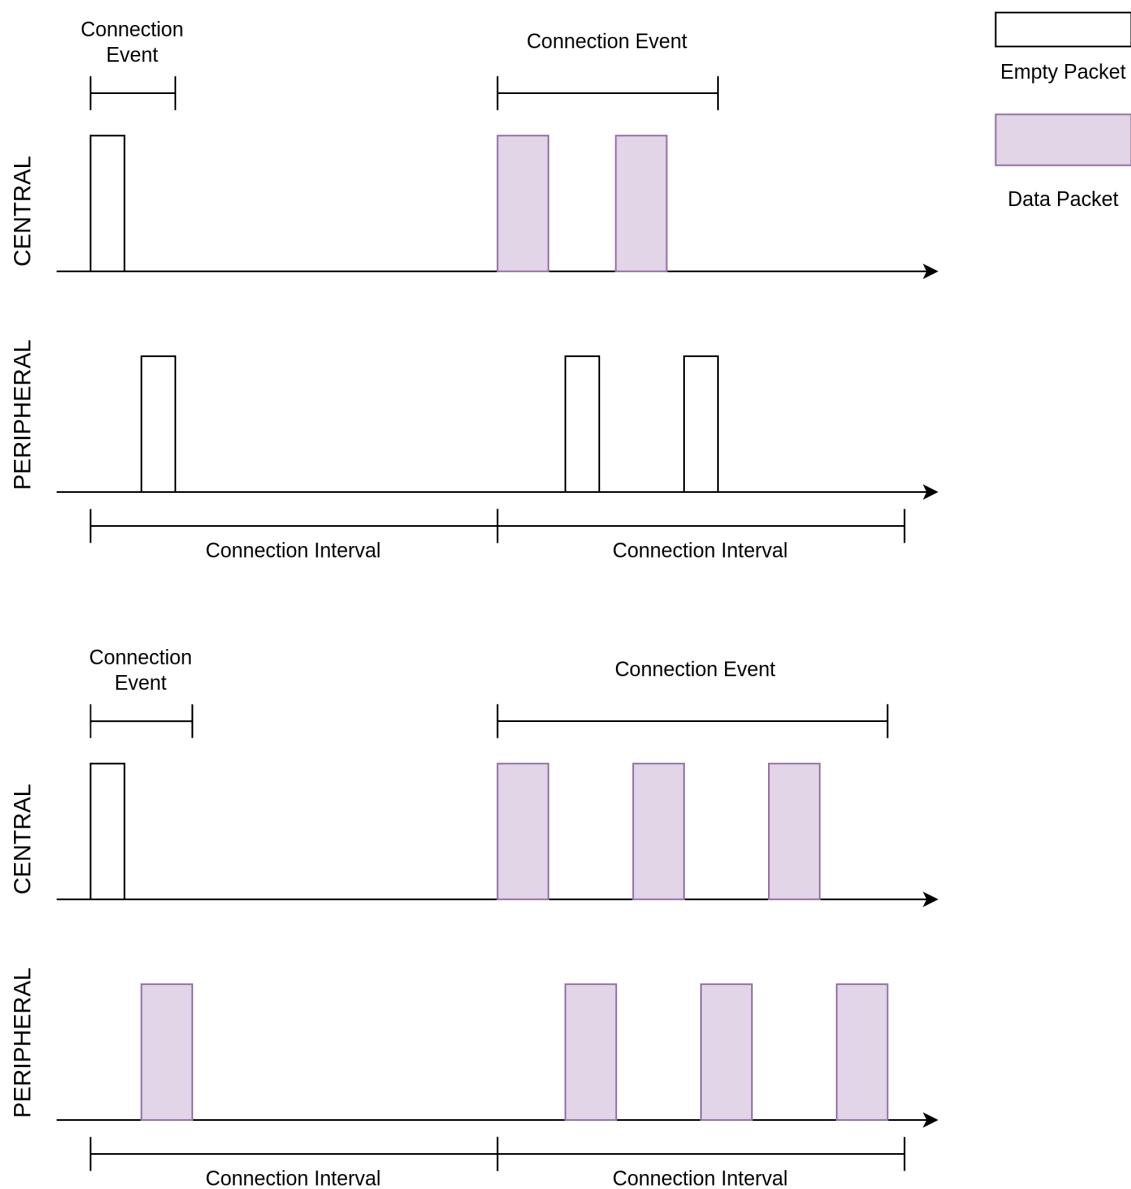 Connection
Event
Connection Event
Empty Packet
Data Packet
CENTRAL
PERIPHERAL
Connection Interval
Connection Interval
Connection
Event
Connection Event
CENTRAL
PERIPHERAL
Connection Interval
Connection Interval